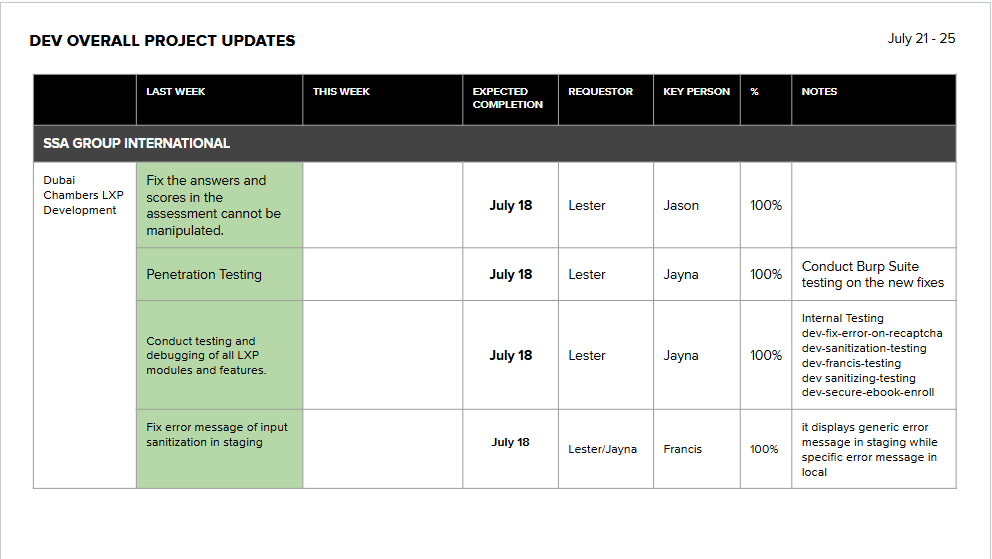 DEV OVERALL PROJECT UPDATES
July 21 - 25
LAST WEEK
THIS WEEK
EXPECTED
COMPLETION
REQUESTOR
KEY PERSON
%
NOTES
SSA GROUP INTERNATIONAL
Dubai
Chambers LXP
Development
Fix the answers and
scores in the
assessment cannot be
manipulated.
July 18
Lester
Jason
100%
Penetration Testing
July 18
Lester
Jayna
100%
Conduct Burp Suite
testing on the new fixes
Conduct testing and
debugging of all LXP
modules and features.
July 18
Lester
Jayna
100%
Internal Testing
dev-fix-error-on-recaptcha
dev-sanitization-testing
dev-francis-testing
dev sanitizing-testing
dev-secure-ebook-enroll
Fix error message of input
sanitization in staging
July 18
Lester/Jayna
Francis
100%
it displays generic error
message in staging while
specific error message in
local